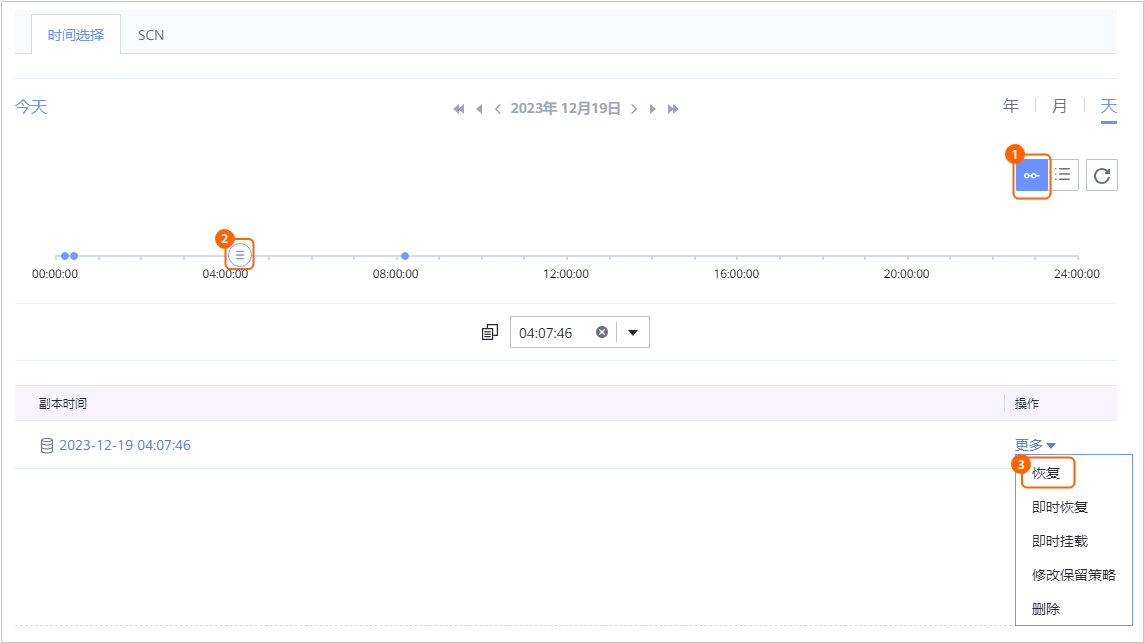 时间选择 SCN
今天 2023年 12月19日 年 月 天
1
2
00:00:00 04:00:00 08:00:00 12:00:00 16:00:00 20:00:00 24:00:00
04:07:46
副本时间 操作
2023-12-19 04:07:46 更多
3 恢复
即时恢复
即时挂载
修改保留策略
删除